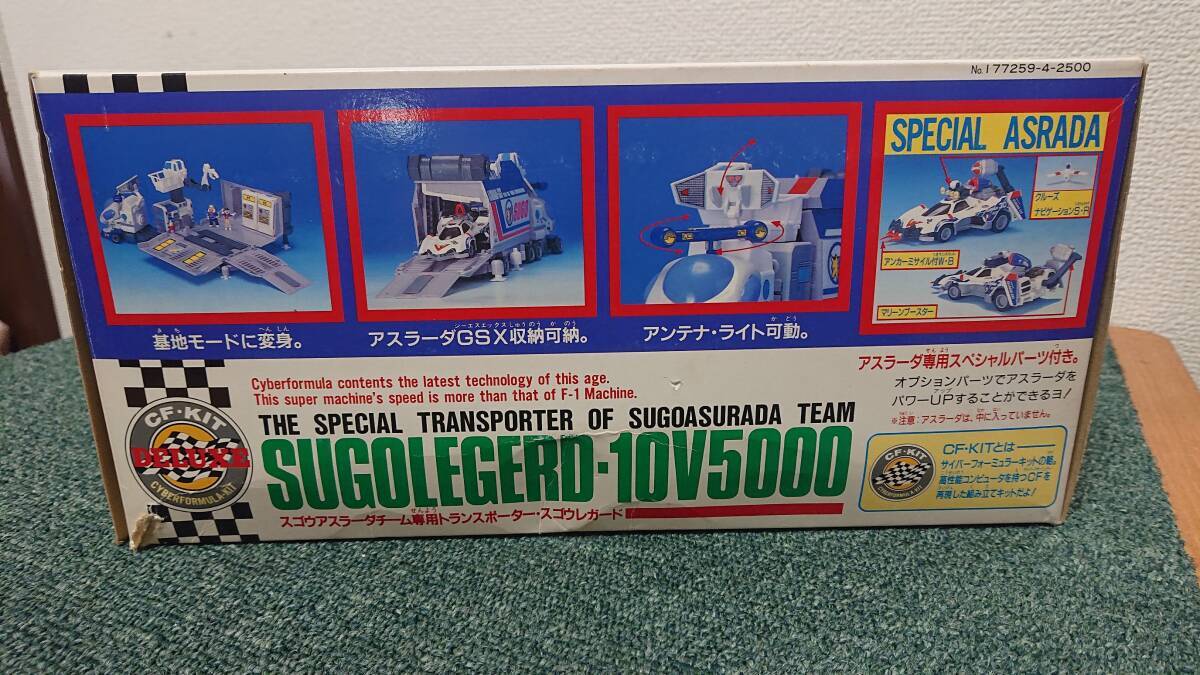 No.177259-4-2500
基地モードに変身。
アスラーダGSX収納可納。
アンテナ・ライト可動。
SPECIAL ASRADA
クルーズ
ナビゲーションS・R
アンカーミサイル付W・B
マリーンブースター
アスラーダ専用スペシャルパーツ付き。
オプションパーツでアスラーダを
パワーUPすることができるヨ!
※注意:アスラーダは、中に入っていません。
CF・KIT
DELUXE
CYBERFORMULA-KIT
Cyberformula contents the latest technology of this age.
This super machine's speed is more than that of F-1 Machine.
THE SPECIAL TRANSPORTER OF SUGOASURADA TEAM
SUGOLEGERD-10V5000
スゴウアスラーダチーム専用トランスポーター・スゴウレガード
CF・KIT
CYBERFORMULA-KIT
CF・KITとは
サイバーフォーミュラーキットの略。
高性能コンピュータを持つCFを
再現した組み立てキットだよ!
SUGO